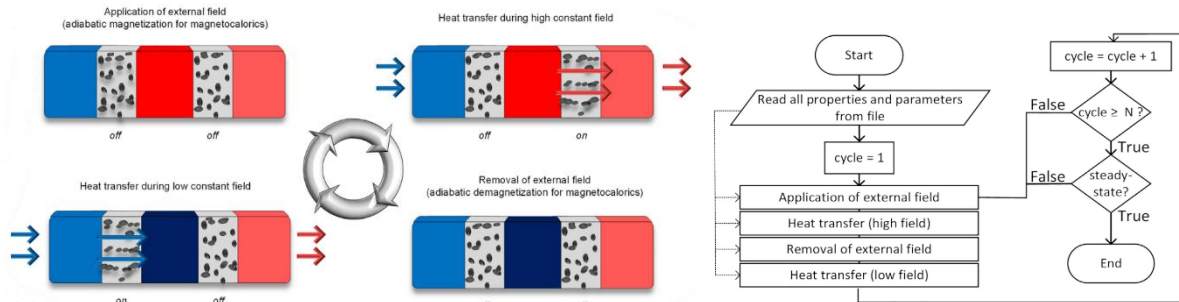 Application of external field
(adiabatic magnetization for magnetocalorics)
off
off
Heat transfer during high constant field
off
on
Heat transfer during low constant field
on
off
Removal of external field
(adiabatic demagnetization for magnetocalorics)
Start
Read all properties and parameters
from file
cycle = 1
Application of external field
Heat transfer (high field)
Removal of external field
Heat transfer (low field)
cycle = cycle + 1
False
cycle ≥ N ?
True
False
steady-
state?
True
End